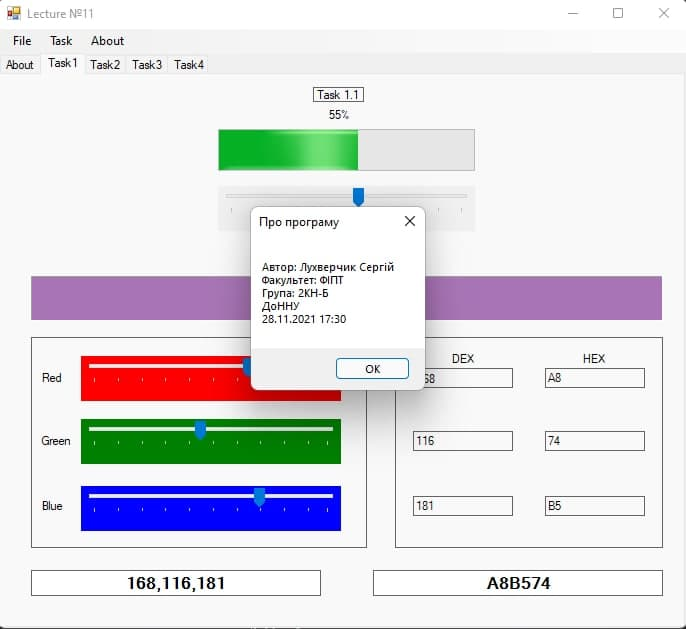 Lecture №11
File Task About
About Task1 Task2 Task3 Task4
Task 1.1
55%
Про програму
Автор: Лухверчик Сергій
Факультет: ФІПТ
Група: 2КН-Б
ДоННУ
28.11.2021 17:30
OK
DEX HEX
Red 68 A8
Green 116 74
Blue 181 B5
168,116,181 A8B574